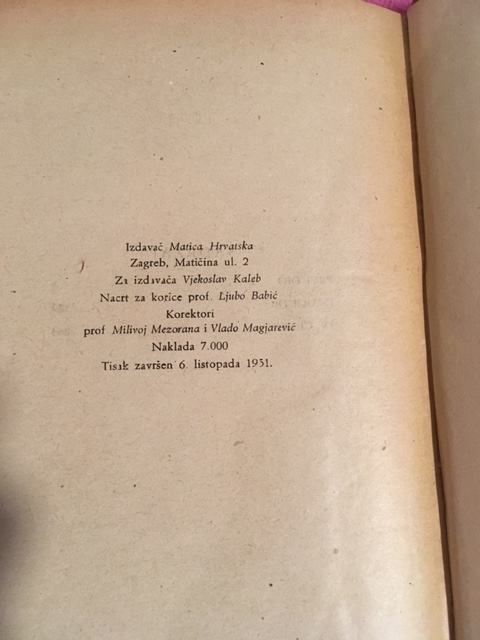 Izdavač Matica Hrvatska
Zagreb, Matičina ul. 2
Za izdavača Vjekoslav Kaleb
Nacrt za korice prof. Ljubo Babić
Korektori
prof Milivoj Mezorana i Vlado Magjarević
Naklada 7.000
Tisak završen 6. listopada 1951.